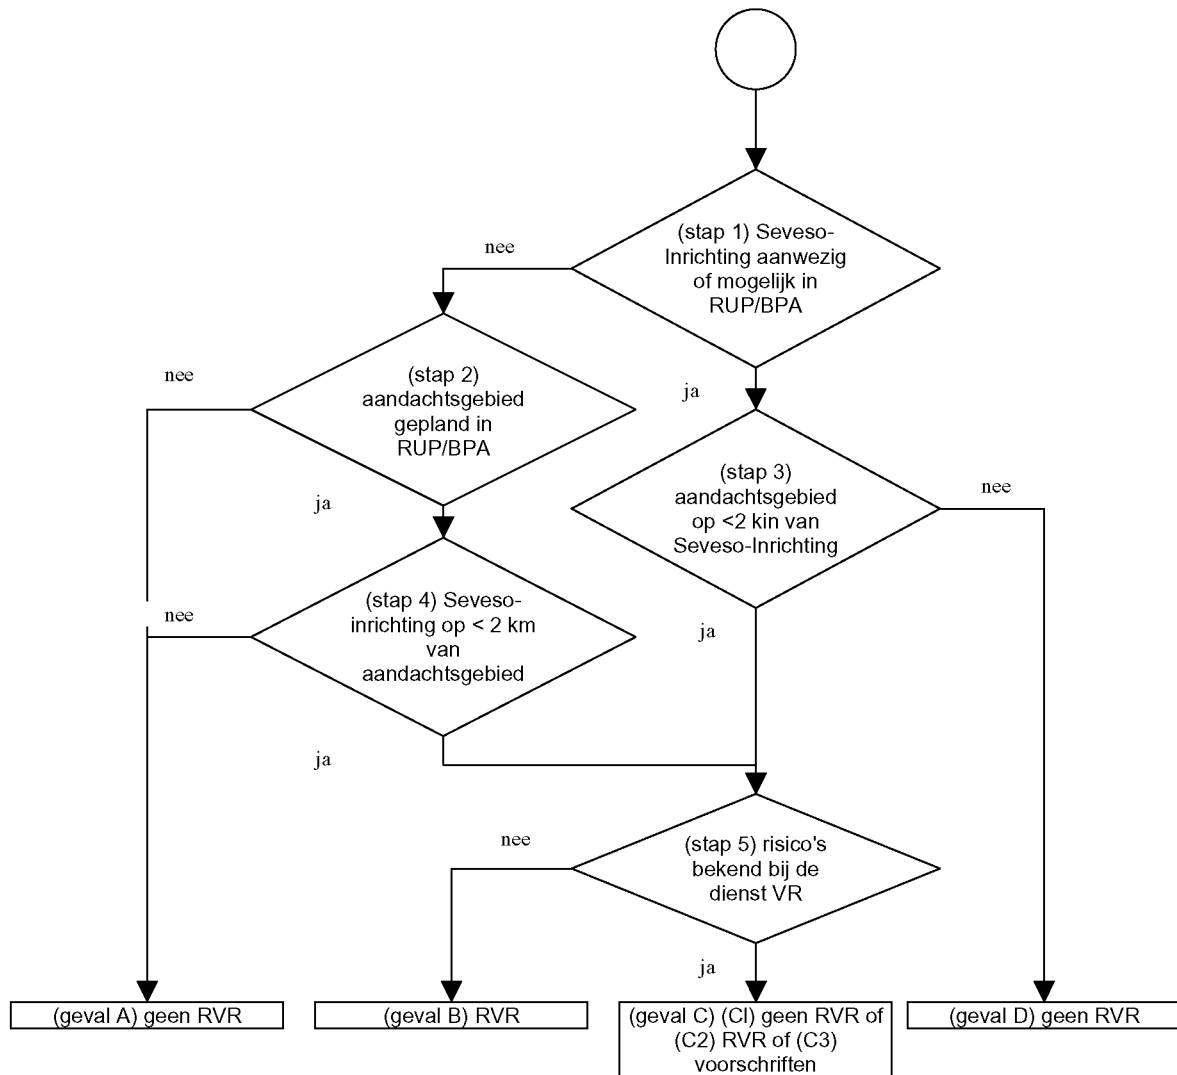 (stap 1) Seveso-
Inrichting aanwezig
of mogelijk in
RUP/BPA
nee
ja
(stap 2)
aandachtsgebied
gepland in
RUP/BPA
nee
ja
(stap 3)
aandachtsgebied
op <2 kin van
Seveso-Inrichting
nee
ja
(stap 4) Seveso-
inrichting op < 2 km
van
aandachtsgebied
nee
ja
(stap 5) risico's
bekend bij de
dienst VR
nee
ja
(geval A) geen RVR
(geval B) RVR
(geval C) (Cl) geen RVR of
(C2) RVR of (C3)
voorschriften
(geval D) geen RVR